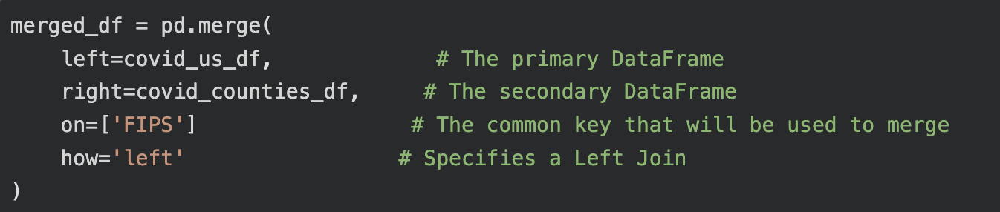 merged_df = pd.merge(
    left=covid_us_df,             # The primary DataFrame
    right=covid_counties_df,     # The secondary DataFrame
    on=['FIPS']                 # The common key that will be used to merge
    how='left'                 # Specifies a Left Join
)